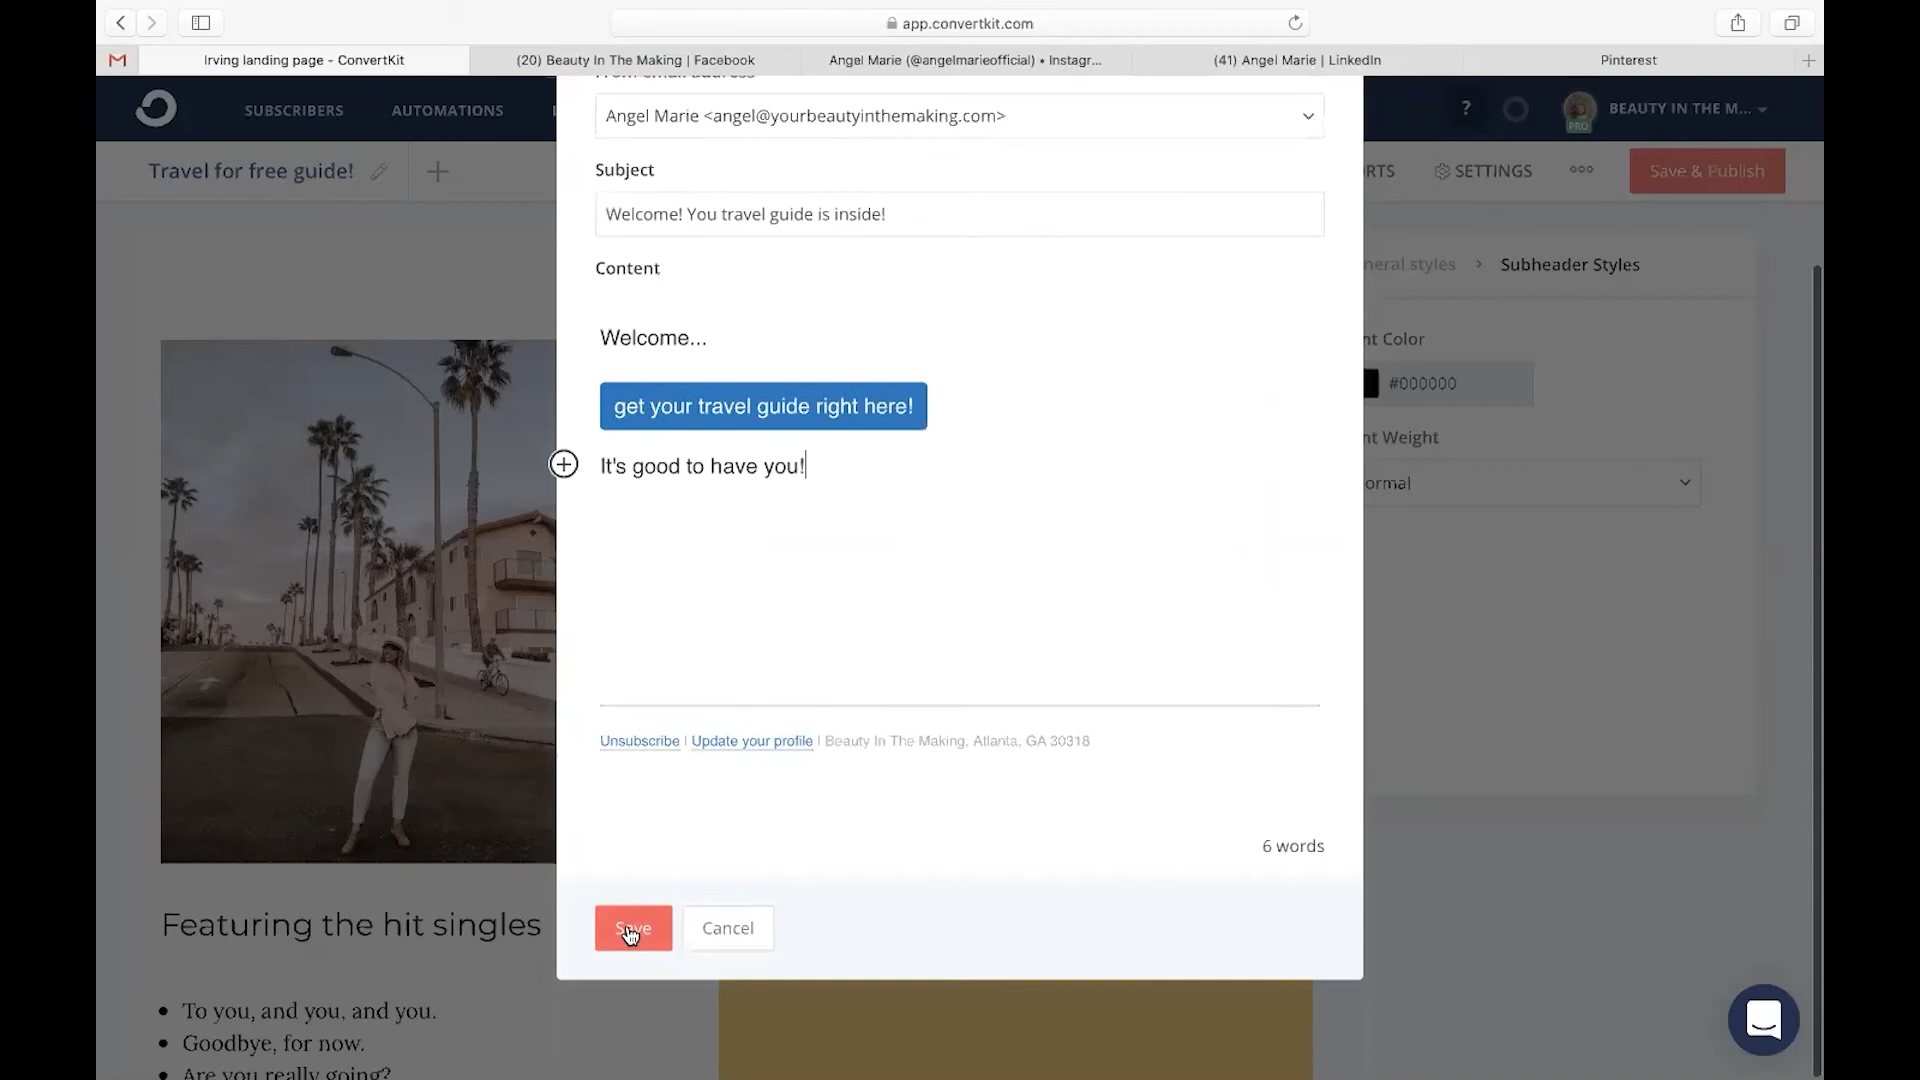 app.convertkit.com
Irving landing page - ConvertKit
(20) Beauty In The Making | Facebook
Angel Marie (@angelmarieofficial) • Instagr...
(41) Angel Marie | LinkedIn
Pinterest
From email address
SUBSCRIBERS
AUTOMATIONS
?
PRO
BEAUTY IN THE M...
Angel Marie <angel@yourbeautyinthemaking.com>
Travel for free guide!
Subject
RTS
SETTINGS
Save & Publish
Welcome! You travel guide is inside!
Content
neral styles > Subheader Styles
Welcome...
nt Color
#000000
get your travel guide right here!
nt Weight
It's good to have you!
ormal
Unsubscribe | Update your profile | Beauty In The Making, Atlanta, GA 30318
6 words
Save
Cancel
Featuring the hit singles
• To you, and you, and you.
• Goodbye, for now.
• Are you really going?